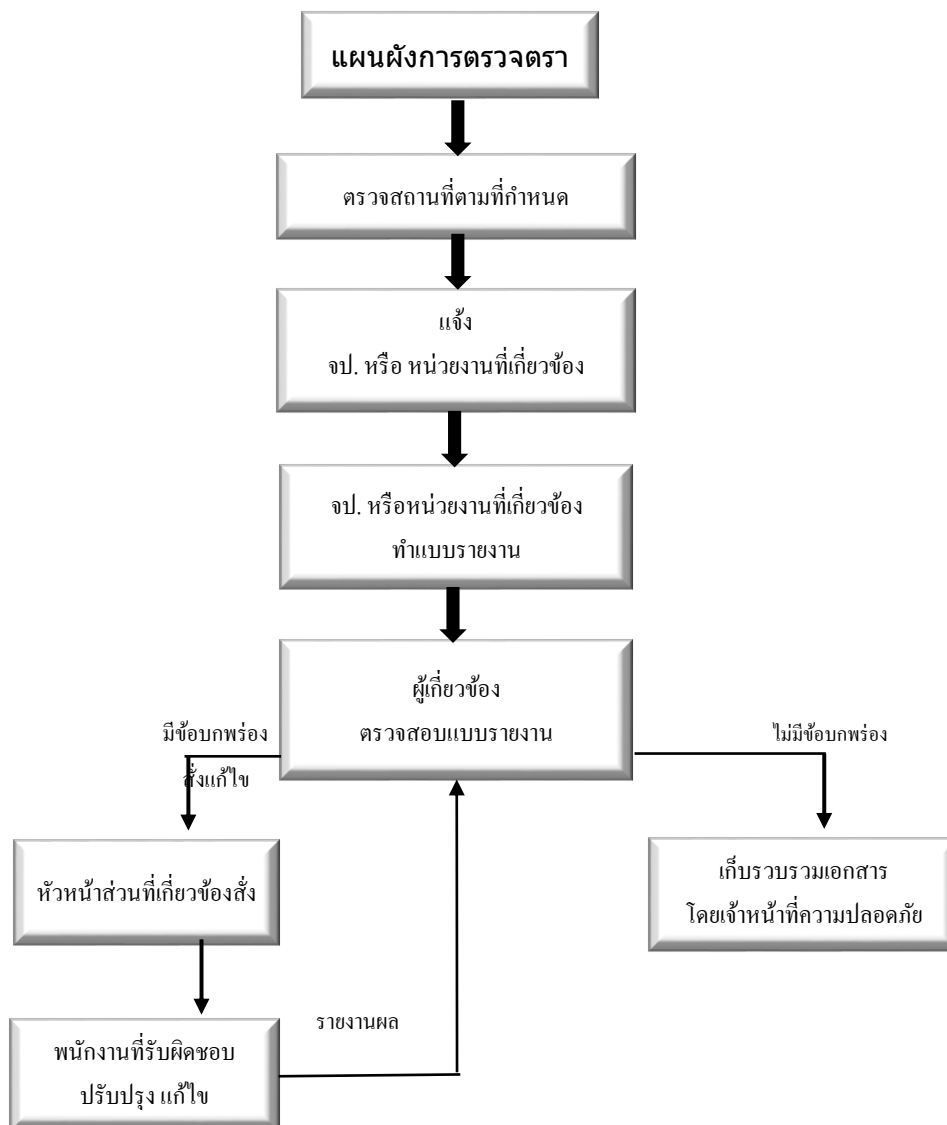 แผนผังการตรวจตรา
ตรวจสถานที่ตามที่กำหนด
แจ้ง
จป. หรือ หน่วยงานที่เกี่ยวข้อง
จป. หรือหน่วยงานที่เกี่ยวข้อง
ทำแบบรายงาน
ผู้เกี่ยวข้อง
ตรวจสอบแบบรายงาน
มีข้อบกพร่อง
สั่งแก้ไข
ไม่มีข้อบกพร่อง
หัวหน้าส่วนที่เกี่ยวข้องสั่ง
เก็บรวบรวมเอกสาร
โดยเจ้าหน้าที่ความปลอดภัย
รายงานผล
พนักงานที่รับผิดชอบ
ปรับปรุง แก้ไข